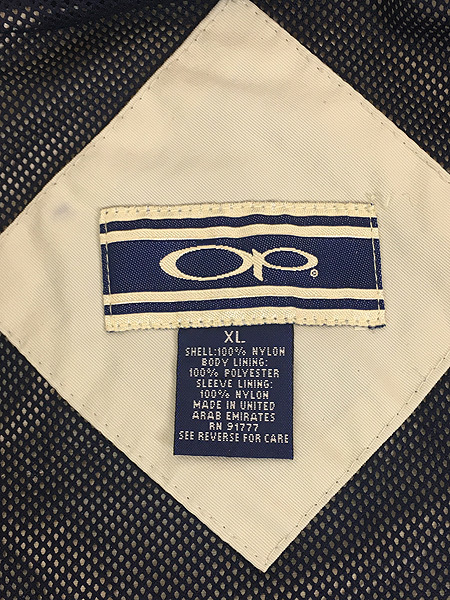 Op®
XL
SHELL:100% NYLON
BODY LINING:
100% POLYESTER
SLEEVE LINING:
100% NYLON
MADE IN UNITED
ARAB EMIRATES
RN 91777
SEE REVERSE FOR CARE